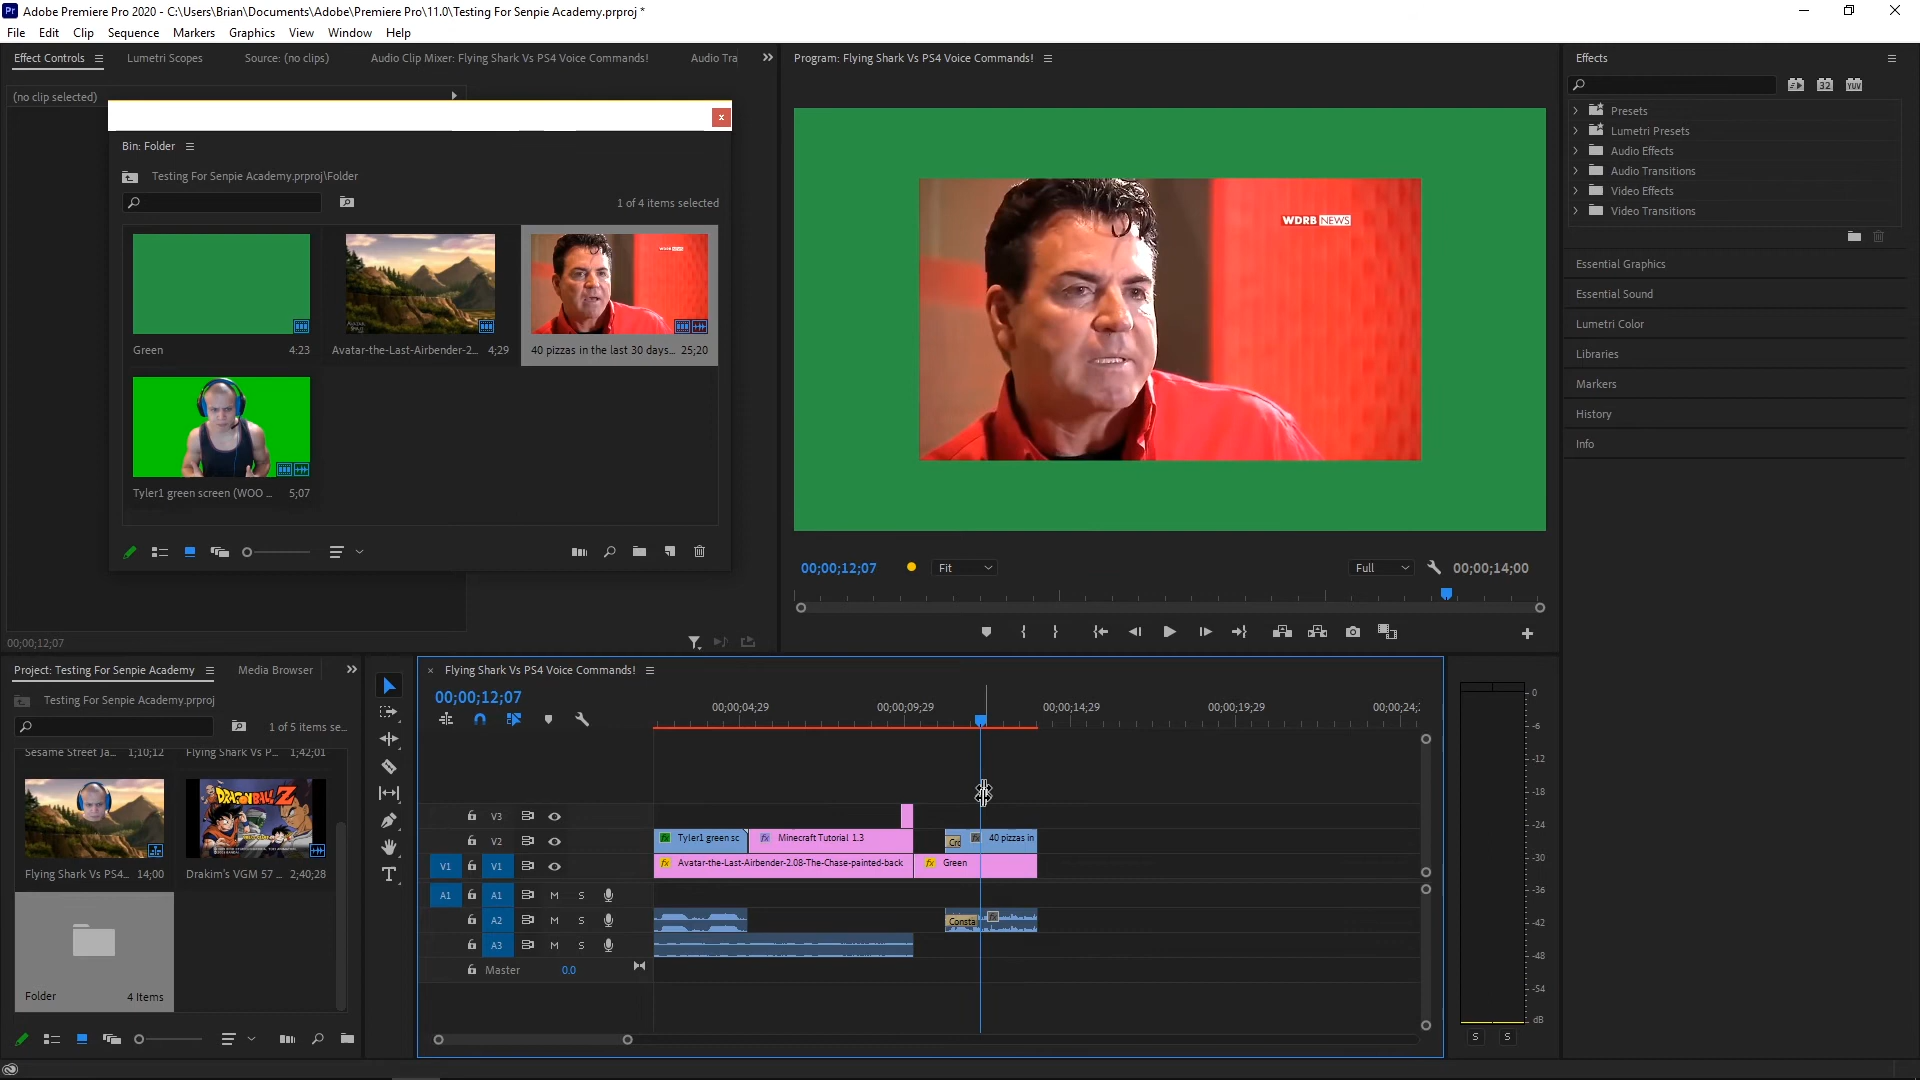 Adobe Premiere Pro 2020 - C:\Users\Brian\Documents\Adobe\Premiere Pro\11.0\Testing For Senpie Academy.prproj *
File Edit Clip Sequence Markers Graphics View Window Help
Effect Controls Lumetri Scopes Source: (no clips) Audio Clip Mixer: Flying Shark Vs PS4 Voice Commands! Audio Tra
(no clip selected)
Bin: Folder
Testing For Senpie Academy.prproj\Folder
1 of 4 items selected
Green 4:23
Avatar-the-Last-Airbender-2... 4;29
40 pizzas in the last 30 days... 25;20
Tyler1 green screen (WOO ... 5;07
00;00;12;07
Program: Flying Shark Vs PS4 Voice Commands!
WDRB NEWS
00;00;12;07 Fit Full 00;00;14;00
Effects
32 YUV
Presets
Lumetri Presets
Audio Effects
Audio Transitions
Video Effects
Video Transitions
Essential Graphics
Essential Sound
Lumetri Color
Libraries
Markers
History
Info
Project: Testing For Senpie Academy Media Browser
Testing For Senpie Academy.prproj
1 of 5 items se...
Sesame Street Ja... 1;10;12
Flying Shark Vs P... 1;42;01
DRAGONBALL Z
Flying Shark Vs PS4... 14;00
Drakim's VGM 57 ... 2;40;28
Folder 4 Items
Flying Shark Vs PS4 Voice Commands!
00;00;12;07
00;00;04;29 00;00;09;29 00;00;14;29 00;00;19;29 00;00;24;
V3
V2 Tyler1 green sc Minecraft Tutorial 1.3 Cro 40 pizzas in
V1 V1 Avatar-the-Last-Airbender-2.08-The-Chase-painted-back Green
A1 A1 M S
A2 M S Consta
A3 M S
Master 0.0
0
-6
-12
-18
-24
-30
-36
-42
-48
-54
dB
S S